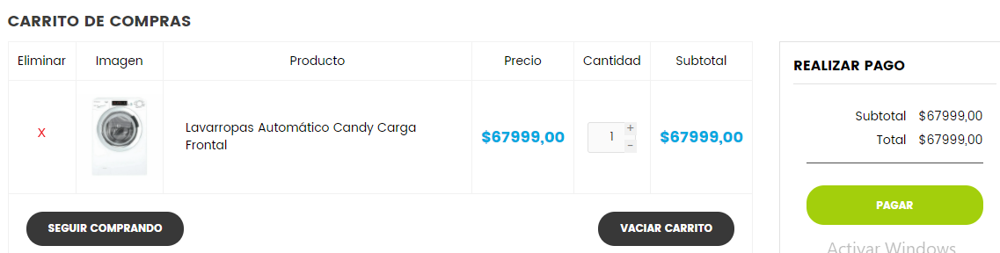 CARRITO DE COMPRAS
Eliminar Imagen Producto Precio Cantidad Subtotal
X Lavarropas Automático Candy Carga Frontal $67999,00 1 + - $67999,00
SEGUIR COMPRANDO VACIAR CARRITO
REALIZAR PAGO
Subtotal $67999,00
Total $67999,00
PAGAR
Activar Windows